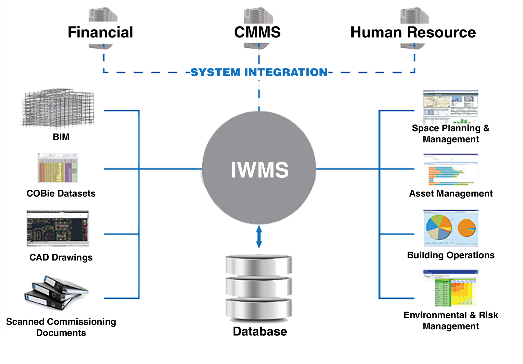 Financial
CMMS
Human Resource
SYSTEM INTEGRATION
BIM
COBie Datasets
CAD Drawings
Scanned Commissioning
Documents
IWMS
Database
Space Planning &
Management
Asset Management
Building Operations
Environmental & Risk
Management